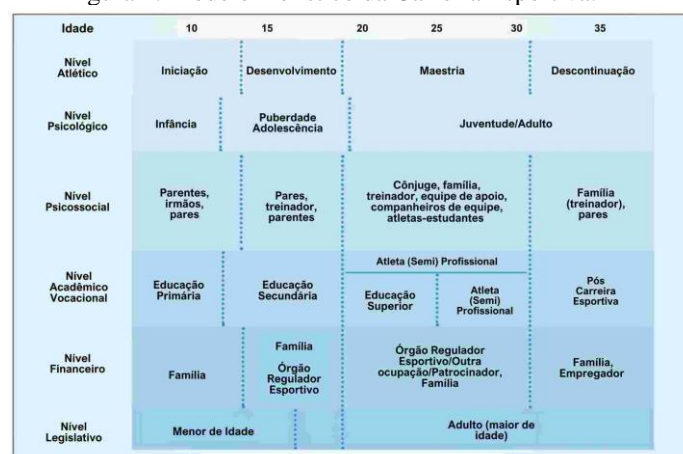 Idade 10 15 20 25 30 35
Nível
Atlético
Iniciação
Desenvolvimento
Maestria
Descontinuação
Nível
Psicológico
Infância
Puberdade
Adolescência
Juventude/Adulto
Nível
Psicossocial
Parentes,
irmãos,
pares
Pares,
treinador,
parentes
Cônjuge, família,
treinador, equipe de apoio,
companheiros de equipe,
atletas-estudantes
Família
(treinador),
pares
Nível
Acadêmico
Vocacional
Educação
Primária
Educação
Secundária
Atleta (Semi) Profissional
Educação
Superior
Atleta
(Semi)
Profissional
Pós
Carreira
Esportiva
Nível
Financeiro
Família
Família
Órgão
Regulador
Esportivo
Órgão Regulador
Esportivo/Outra
ocupação/Patrocinador,
Família
Família,
Empregador
Nível
Legislativo
Menor de Idade
Adulto (maior de
idade)